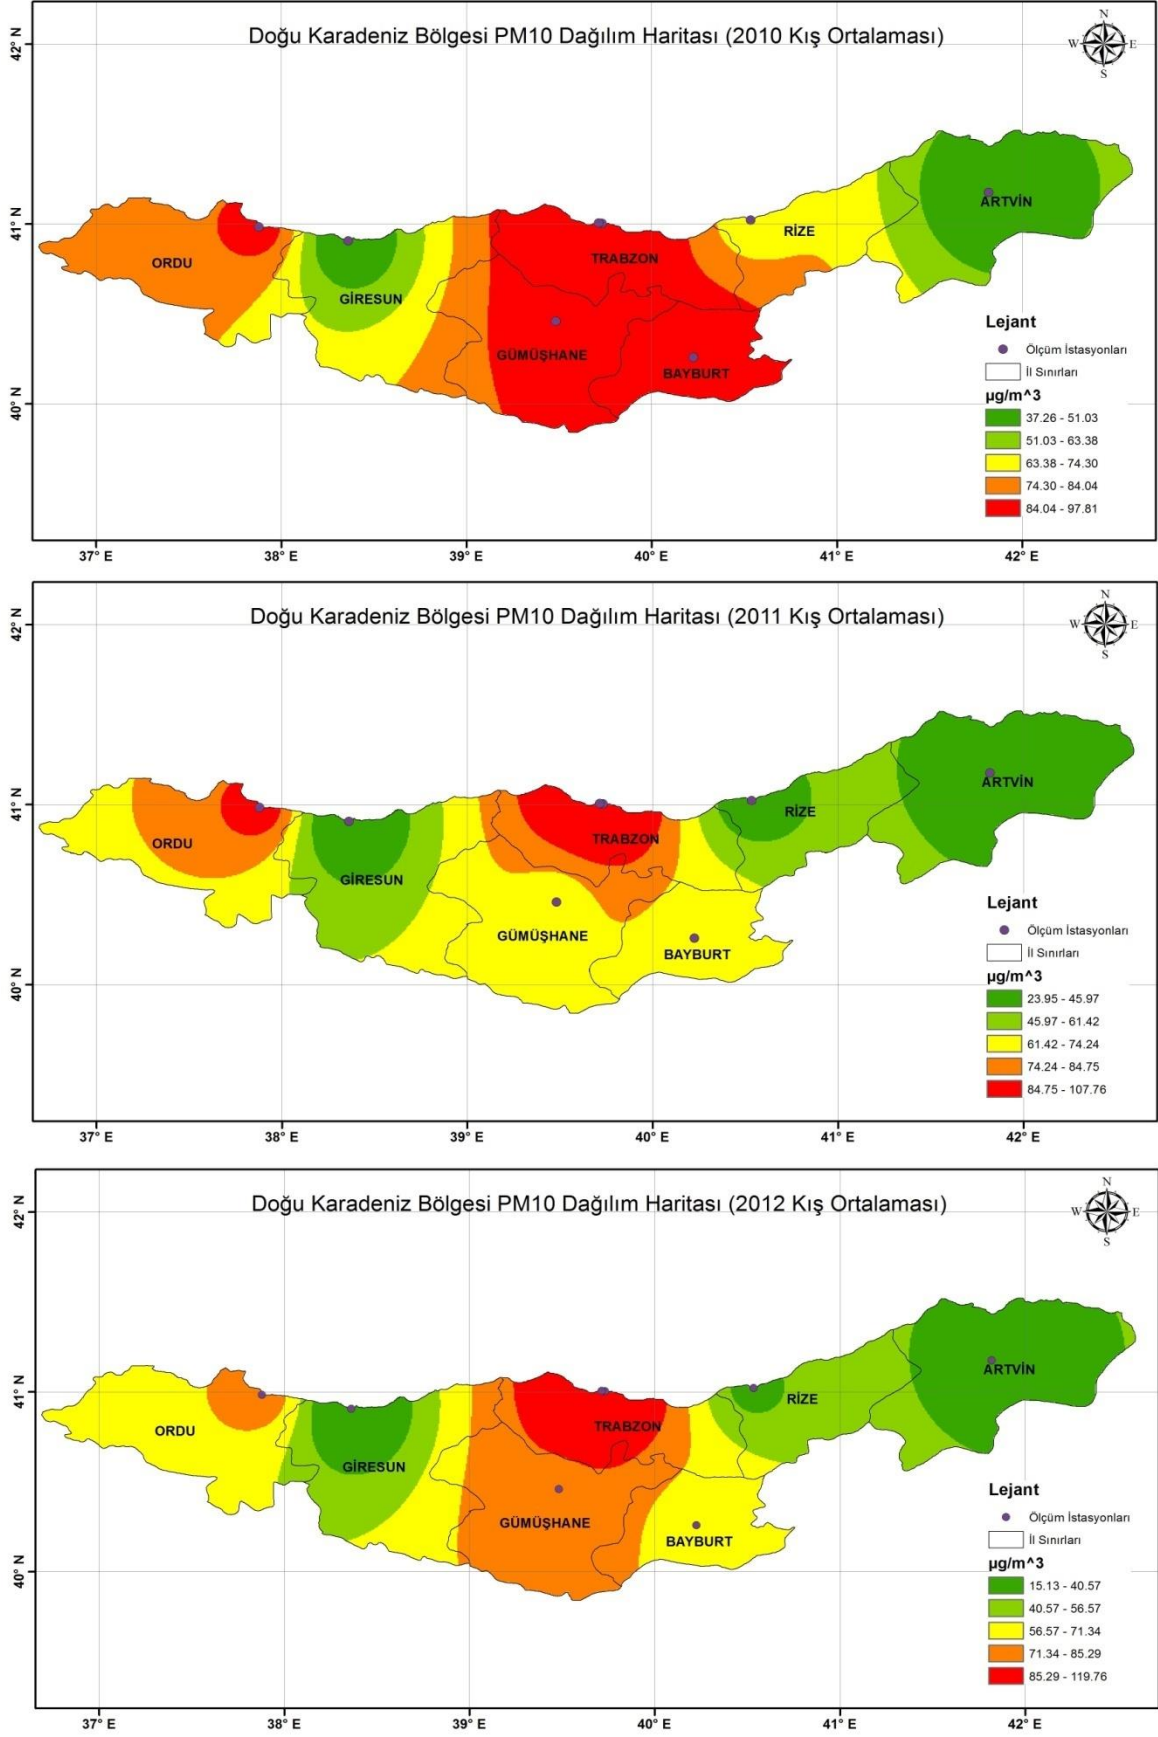 Doğu Karadeniz Bölgesi PM10 Dağılım Haritası (2010 Kış Ortalaması)
N
W E
S
42° N
41° N
40° N
ORDU
GİRESUN
GÜMÜŞHANE
TRABZON
BAYBURT
RİZE
ARTVİN
Lejant
Ölçüm İstasyonları
İl Sınırları
µg/m^3
37.26 - 51.03
51.03 - 63.38
63.38 - 74.30
74.30 - 84.04
84.04 - 97.81
37° E 38° E 39° E 40° E 41° E 42° E
Doğu Karadeniz Bölgesi PM10 Dağılım Haritası (2011 Kış Ortalaması)
N
W E
S
42° N
41° N
40° N
ORDU
GİRESUN
GÜMÜŞHANE
TRABZON
BAYBURT
RİZE
ARTVİN
Lejant
Ölçüm İstasyonları
İl Sınırları
µg/m^3
23.95 - 45.97
45.97 - 61.42
61.42 - 74.24
74.24 - 84.75
84.75 - 107.76
37° E 38° E 39° E 40° E 41° E 42° E
Doğu Karadeniz Bölgesi PM10 Dağılım Haritası (2012 Kış Ortalaması)
N
W E
S
42° N
41° N
40° N
ORDU
GİRESUN
GÜMÜŞHANE
TRABZON
BAYBURT
RİZE
ARTVİN
Lejant
Ölçüm İstasyonları
İl Sınırları
µg/m^3
15.13 - 40.57
40.57 - 56.57
56.57 - 71.34
71.34 - 85.29
85.29 - 119.76
37° E 38° E 39° E 40° E 41° E 42° E